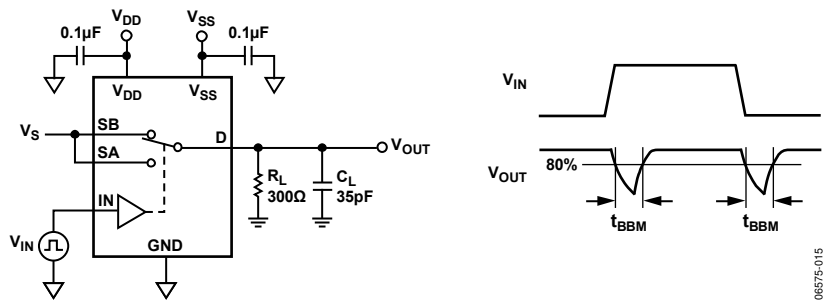 VDD
VSS
0.1µF
0.1µF
VDD
VSS
VS
SB
D
VOUT
SA
RL
300Ω
CL
35pF
IN
VIN
GND
VIN
VOUT
80%
tBBM
tBBM
06575-015